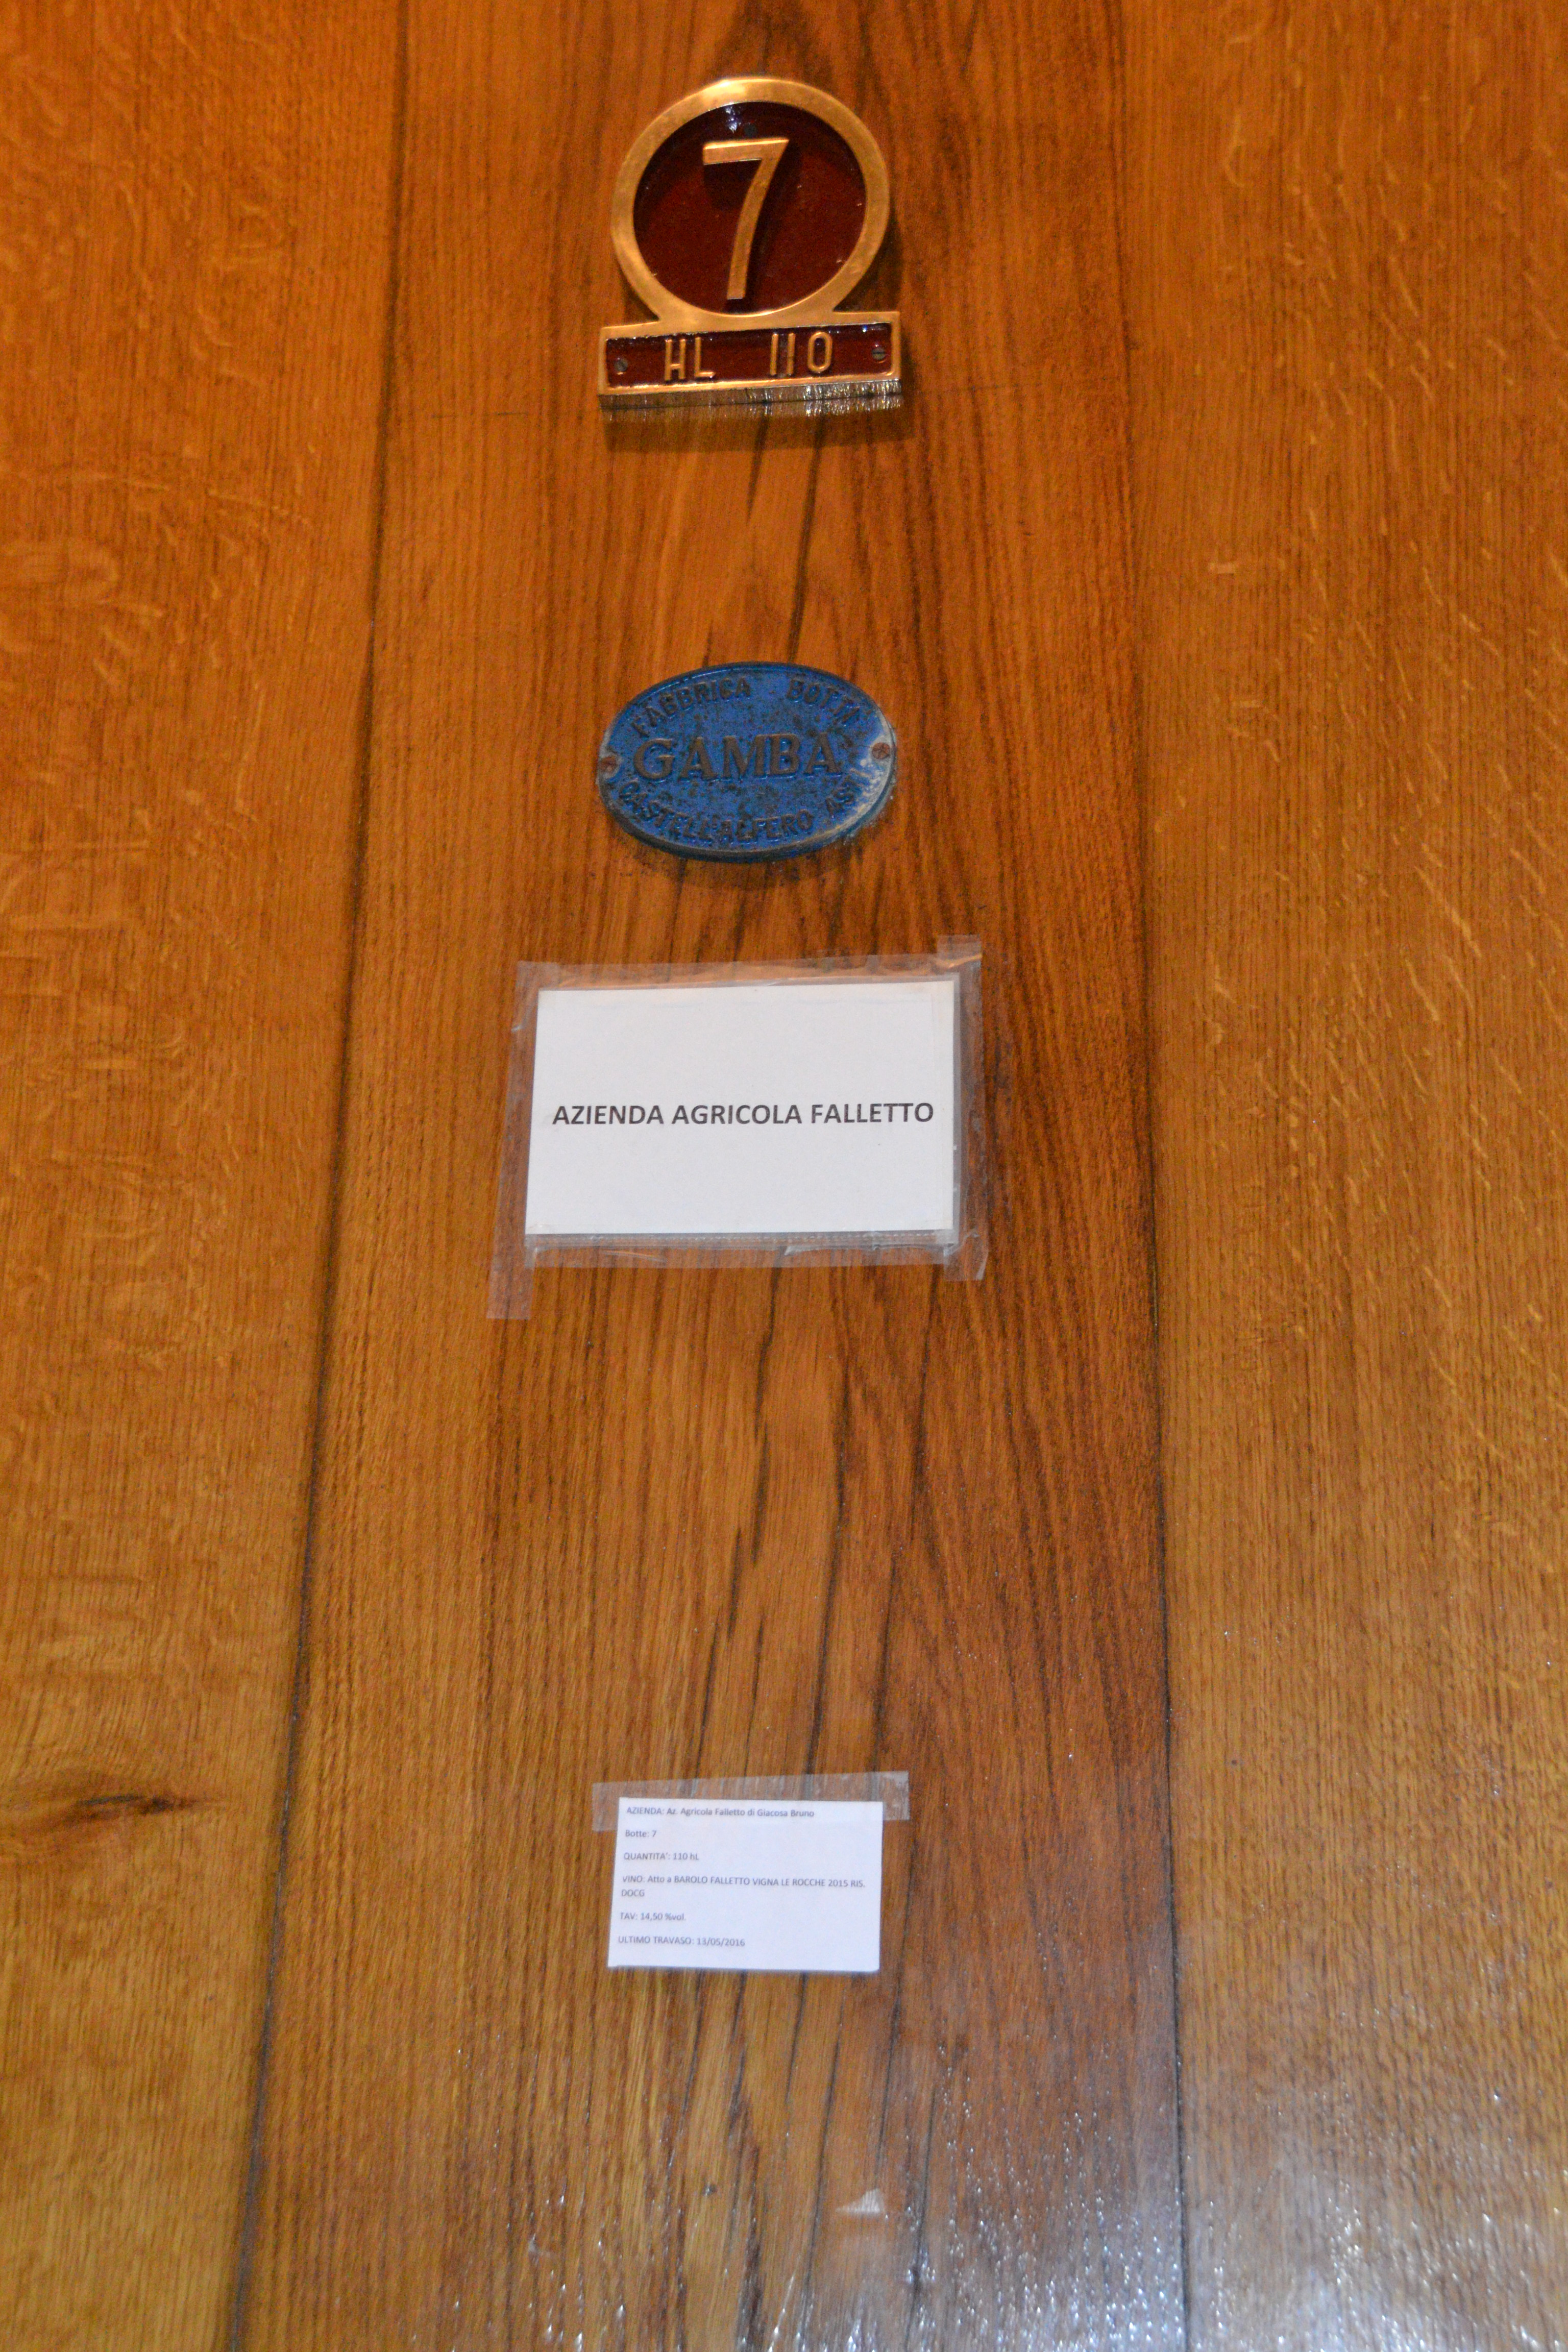 7
HL 110
FABBRICA BOTTI
GAMBA
CASTELL'ALFERO ASTI
AZIENDA AGRICOLA FALLETTO
AZIENDA: Az. Agricola Falletto di Giacosa Bruno
Botte: 7
QUANTITA': 110 hL
VINO: Atto a BAROLO FALLETTO VIGNA LE ROCCHE 2015 RIS.
DOCG
TAV: 14,50 %vol.
ULTIMO TRAVASO: 13/05/2016